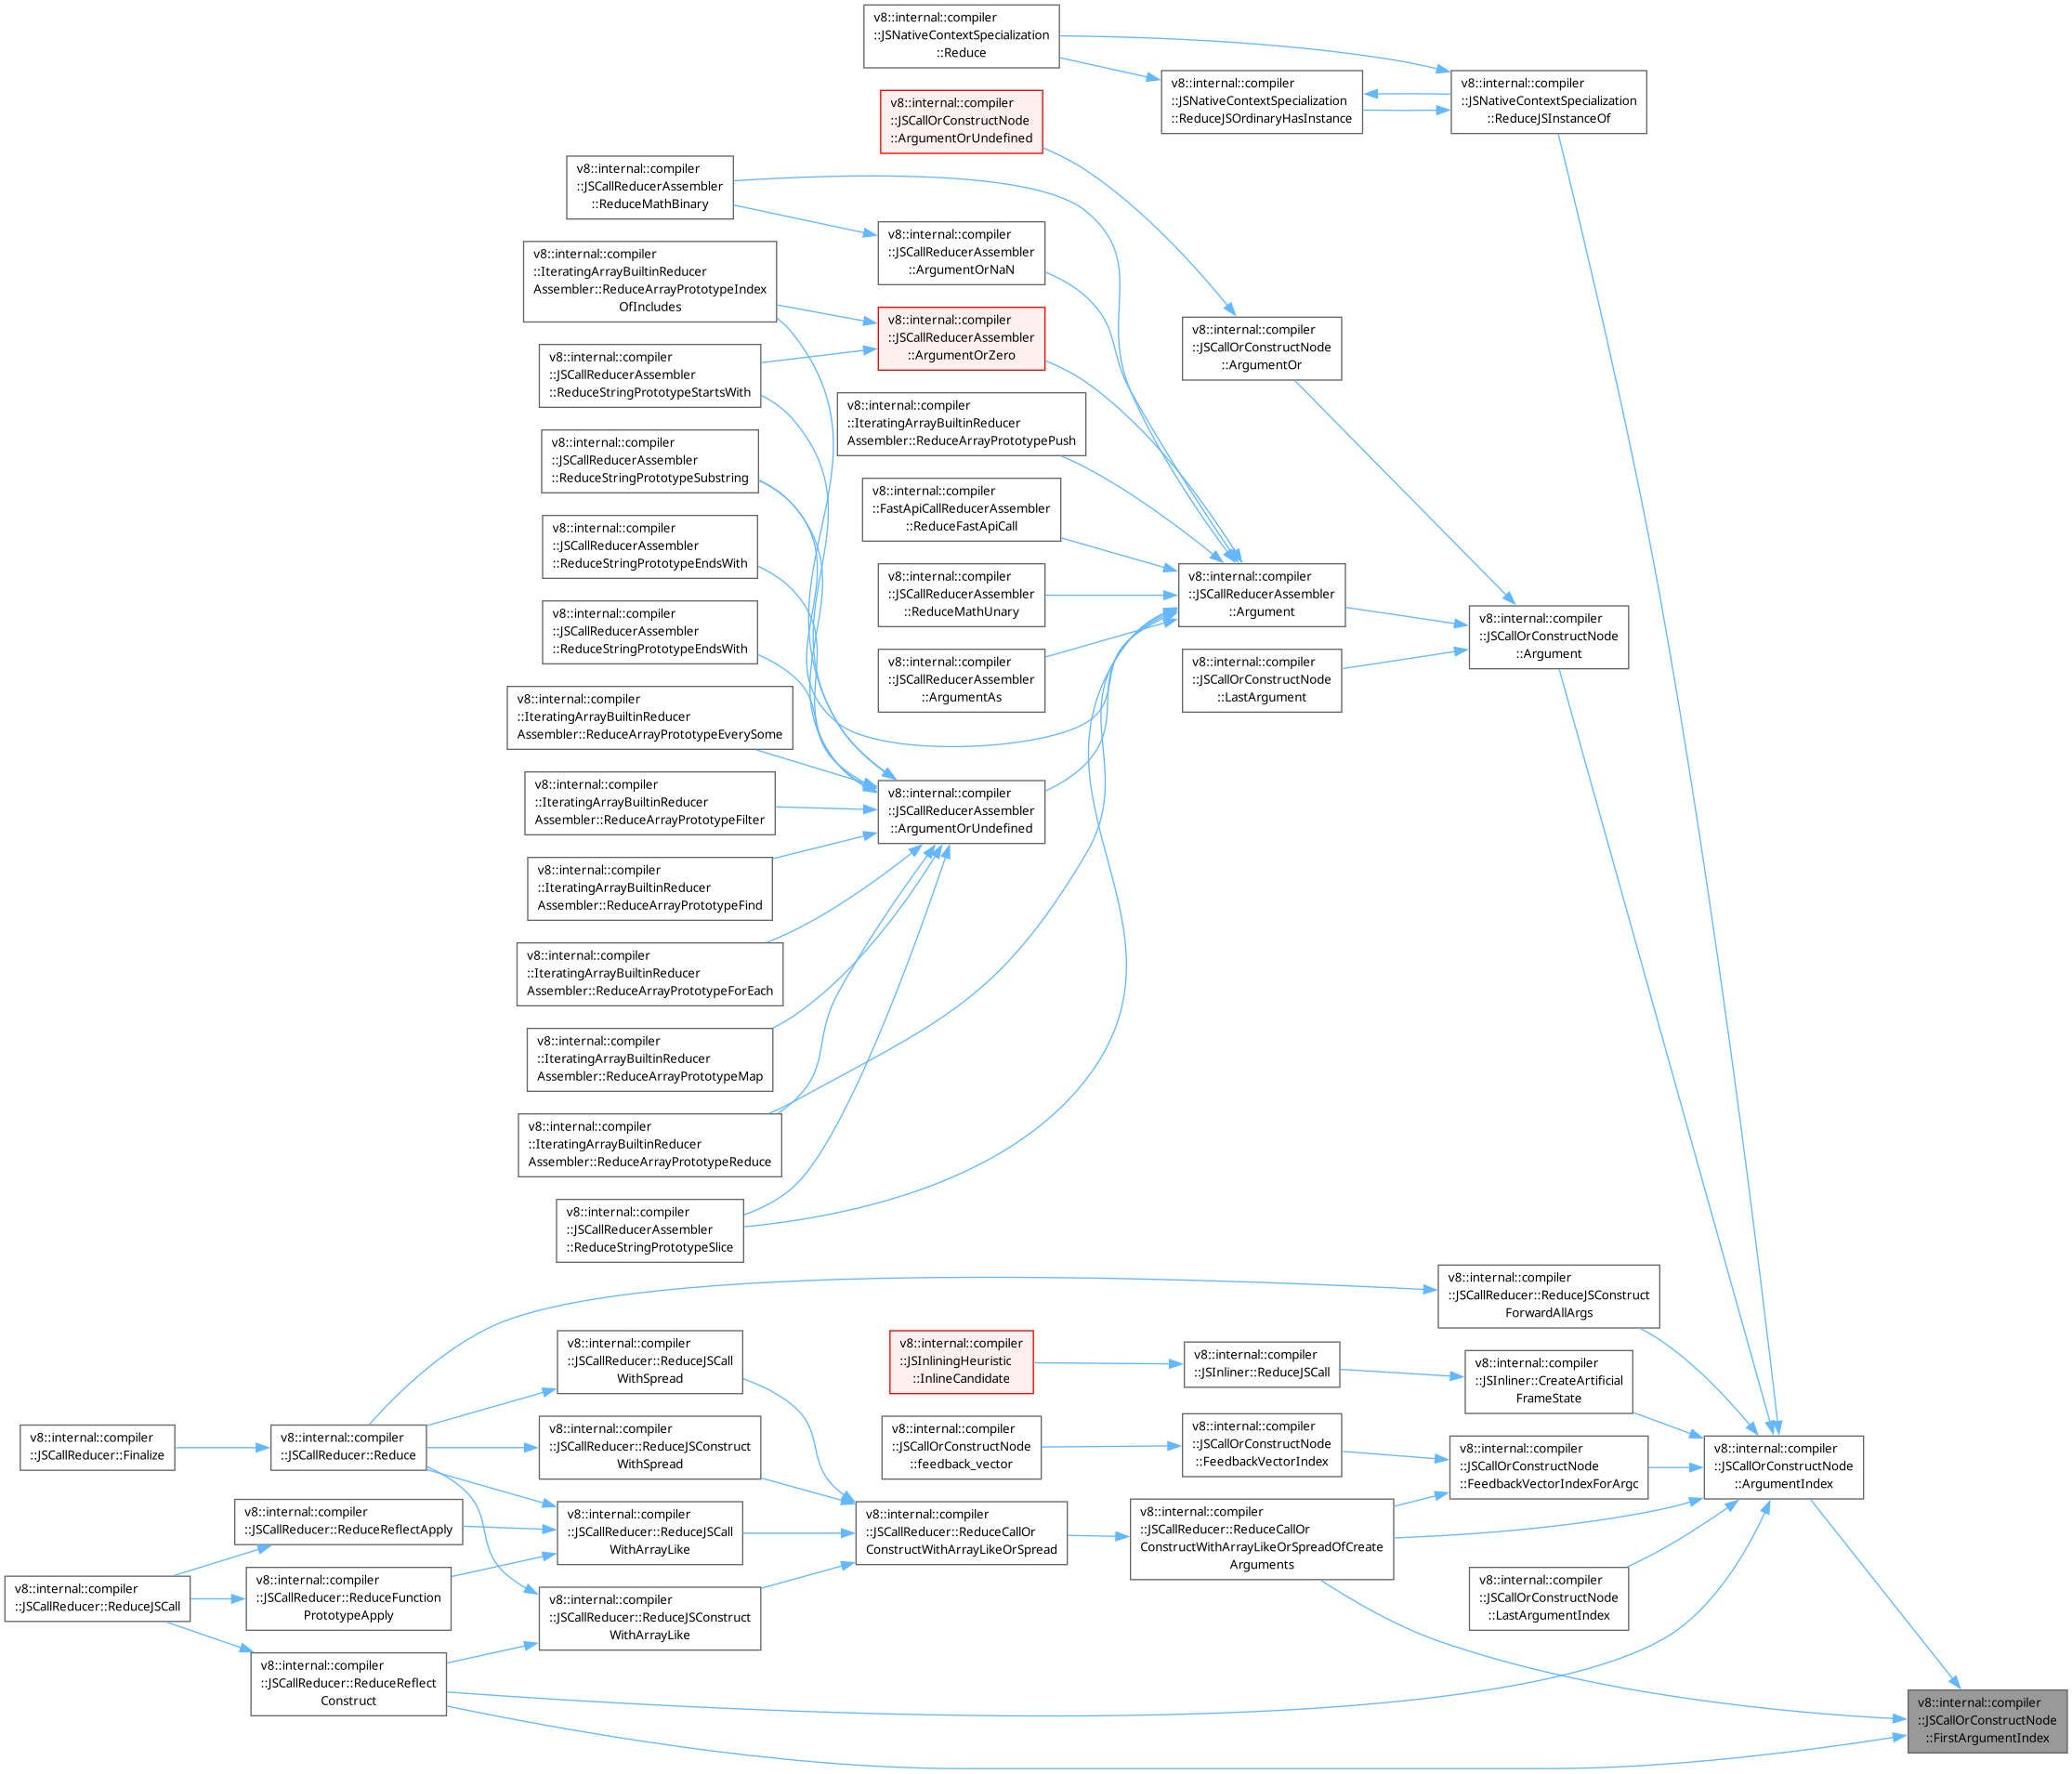 v8::internal::compiler
::JSNativeContextSpecialization
::Reduce
v8::internal::compiler
::JSNativeContextSpecialization
::ReduceJSOrdinaryHasInstance
v8::internal::compiler
::JSNativeContextSpecialization
::ReduceJSInstanceOf
v8::internal::compiler
::JSCallOrConstructNode
::ArgumentOrUndefined
v8::internal::compiler
::JSCallReducerAssembler
::ReduceMathBinary
v8::internal::compiler
::JSCallReducerAssembler
::ArgumentOrNaN
v8::internal::compiler
::IteratingArrayBuiltinReducer
Assembler::ReduceArrayPrototypeIndex
OfIncludes
v8::internal::compiler
::JSCallReducerAssembler
::ArgumentOrZero
v8::internal::compiler
::JSCallOrConstructNode
::ArgumentOr
v8::internal::compiler
::JSCallReducerAssembler
::ReduceStringPrototypeStartsWith
v8::internal::compiler
::IteratingArrayBuiltinReducer
Assembler::ReduceArrayPrototypePush
v8::internal::compiler
::JSCallReducerAssembler
::ReduceStringPrototypeSubstring
v8::internal::compiler
::FastApiCallReducerAssembler
::ReduceFastApiCall
v8::internal::compiler
::JSCallReducerAssembler
::ReduceStringPrototypeEndsWith
v8::internal::compiler
::JSCallReducerAssembler
::ReduceMathUnary
v8::internal::compiler
::JSCallReducerAssembler
::Argument
v8::internal::compiler
::JSCallReducerAssembler
::ReduceStringPrototypeEndsWith
v8::internal::compiler
::JSCallOrConstructNode
::Argument
v8::internal::compiler
::JSCallReducerAssembler
::ArgumentAs
v8::internal::compiler
::JSCallOrConstructNode
::LastArgument
v8::internal::compiler
::IteratingArrayBuiltinReducer
Assembler::ReduceArrayPrototypeEverySome
v8::internal::compiler
::IteratingArrayBuiltinReducer
Assembler::ReduceArrayPrototypeFilter
v8::internal::compiler
::JSCallReducerAssembler
::ArgumentOrUndefined
v8::internal::compiler
::IteratingArrayBuiltinReducer
Assembler::ReduceArrayPrototypeFind
v8::internal::compiler
::IteratingArrayBuiltinReducer
Assembler::ReduceArrayPrototypeForEach
v8::internal::compiler
::IteratingArrayBuiltinReducer
Assembler::ReduceArrayPrototypeMap
v8::internal::compiler
::IteratingArrayBuiltinReducer
Assembler::ReduceArrayPrototypeReduce
v8::internal::compiler
::JSCallReducerAssembler
::ReduceStringPrototypeSlice
v8::internal::compiler
::JSCallReducer::ReduceJSConstruct
ForwardAllArgs
v8::internal::compiler
::JSCallReducer::ReduceJSCall
WithSpread
v8::internal::compiler
::JSInliningHeuristic
::InlineCandidate
v8::internal::compiler
::JSInliner::ReduceJSCall
v8::internal::compiler
::JSInliner::CreateArtificial
FrameState
v8::internal::compiler
::JSCallReducer::Finalize
v8::internal::compiler
::JSCallReducer::Reduce
v8::internal::compiler
::JSCallReducer::ReduceJSConstruct
WithSpread
v8::internal::compiler
::JSCallOrConstructNode
::feedback_vector
v8::internal::compiler
::JSCallOrConstructNode
::FeedbackVectorIndex
v8::internal::compiler
::JSCallOrConstructNode
::FeedbackVectorIndexForArgc
v8::internal::compiler
::JSCallOrConstructNode
::ArgumentIndex
v8::internal::compiler
::JSCallReducer::ReduceReflectApply
v8::internal::compiler
::JSCallReducer::ReduceJSCall
WithArrayLike
v8::internal::compiler
::JSCallReducer::ReduceCallOr
ConstructWithArrayLikeOrSpread
v8::internal::compiler
::JSCallReducer::ReduceCallOr
ConstructWithArrayLikeOrSpreadOfCreate
Arguments
v8::internal::compiler
::JSCallReducer::ReduceJSCall
v8::internal::compiler
::JSCallReducer::ReduceFunction
PrototypeApply
v8::internal::compiler
::JSCallReducer::ReduceJSConstruct
WithArrayLike
v8::internal::compiler
::JSCallOrConstructNode
::LastArgumentIndex
v8::internal::compiler
::JSCallReducer::ReduceReflect
Construct
v8::internal::compiler
::JSCallOrConstructNode
::FirstArgumentIndex